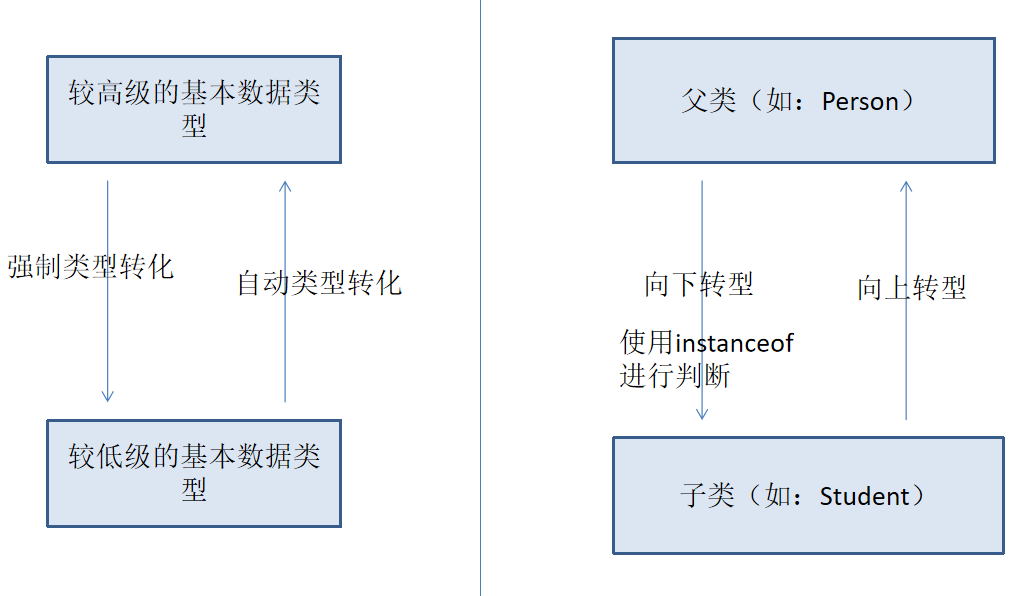 较高级的基本数据类
型
强制类型转化
自动类型转化
较低级的基本数据类
型
父类（如：Person）
向下转型
使用instanceof
进行判断
向上转型
子类（如：Student）